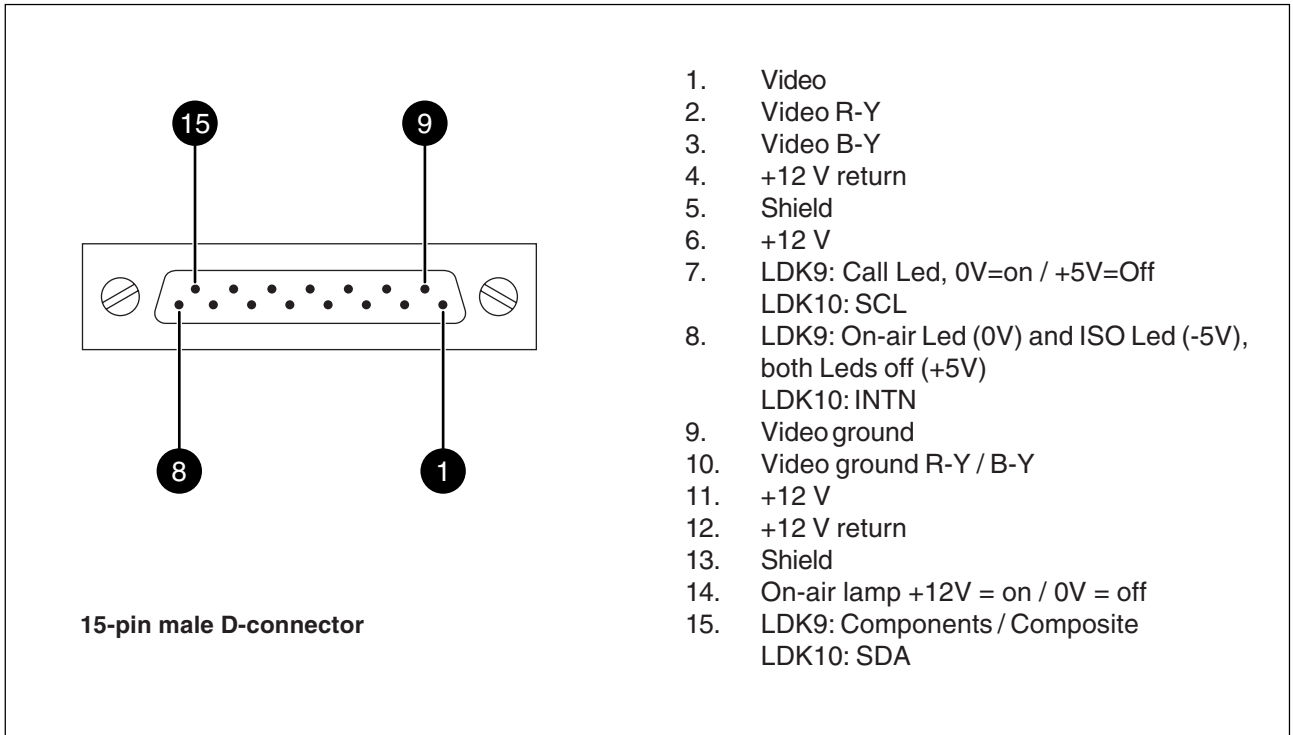 15
9
8
1
15-pin male D-connector
1. Video
2. Video R-Y
3. Video B-Y
4. +12 V return
5. Shield
6. +12 V
7. LDK9: Call Led, 0V=on / +5V=Off
LDK10: SCL
8. LDK9: On-air Led (0V) and ISO Led (-5V),
both Leds off (+5V)
LDK10: INTN
9. Video ground
10. Video ground R-Y / B-Y
11. +12 V
12. +12 V return
13. Shield
14. On-air lamp +12V = on / 0V = off
15. LDK9: Components / Composite
LDK10: SDA